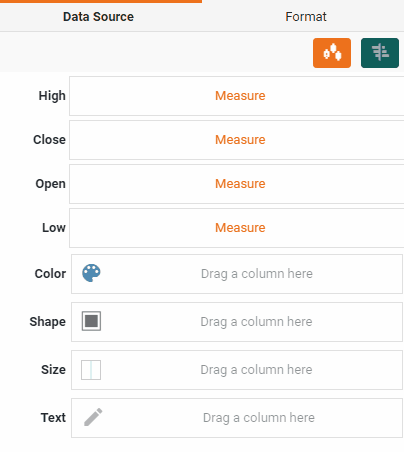 Data Source Format
High Measure
Close Measure
Open Measure
Low Measure
Color Drag a column here
Shape Drag a column here
Size Drag a column here
Text Drag a column here